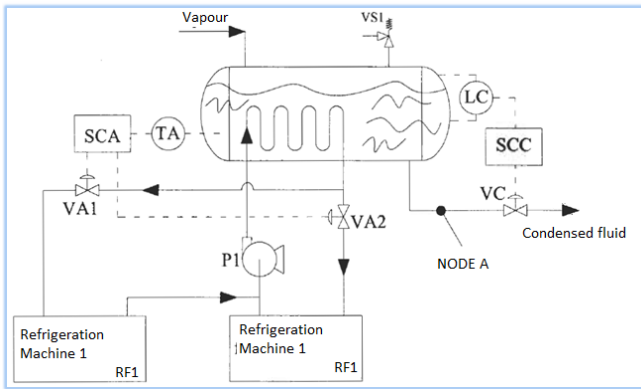 Vapour
VS1
LC
SCA
TA
SCC
VA1
VA2
VC
Condensed fluid
P1
NODE A
Refrigeration
Machine 1
RF1
Refrigeration
Machine 1
RF1